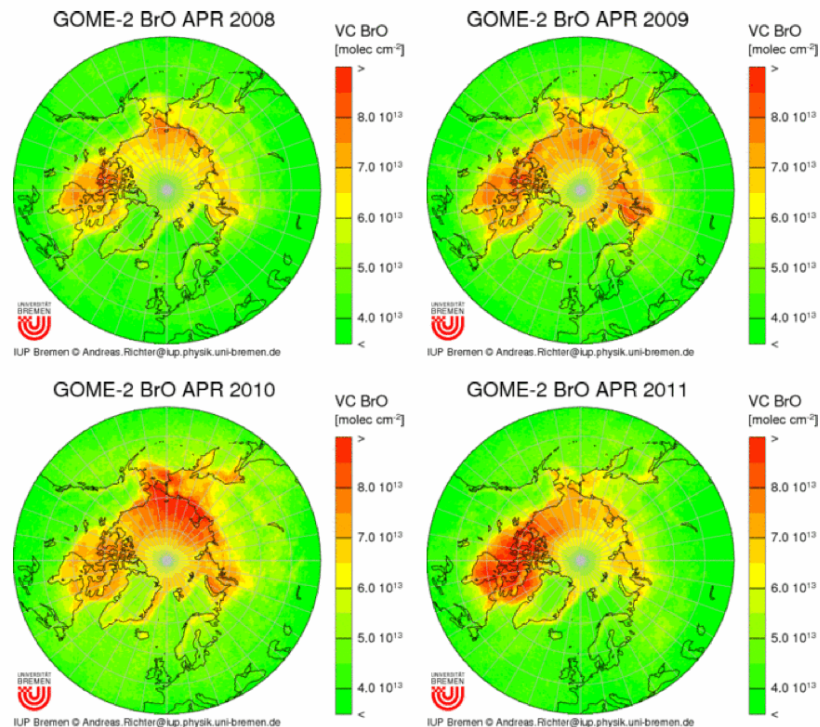 GOME-2 BrO APR 2008
VC BrO
[molec cm⁻²]
>
8.0 10¹³
7.0 10¹³
6.0 10¹³
5.0 10¹³
4.0 10¹³
<
UNIVERSITÄT
BREMEN
IUP Bremen © Andreas.Richter@iup.physik.uni-bremen.de
GOME-2 BrO APR 2009
VC BrO
[molec cm⁻²]
>
8.0 10¹³
7.0 10¹³
6.0 10¹³
5.0 10¹³
4.0 10¹³
<
UNIVERSITÄT
BREMEN
IUP Bremen © Andreas.Richter@iup.physik.uni-bremen.de
GOME-2 BrO APR 2010
VC BrO
[molec cm⁻²]
>
8.0 10¹³
7.0 10¹³
6.0 10¹³
5.0 10¹³
4.0 10¹³
<
UNIVERSITÄT
BREMEN
IUP Bremen © Andreas.Richter@iup.physik.uni-bremen.de
GOME-2 BrO APR 2011
VC BrO
[molec cm⁻²]
>
8.0 10¹³
7.0 10¹³
6.0 10¹³
5.0 10¹³
4.0 10¹³
<
UNIVERSITÄT
BREMEN
IUP Bremen © Andreas.Richter@iup.physik.uni-bremen.de